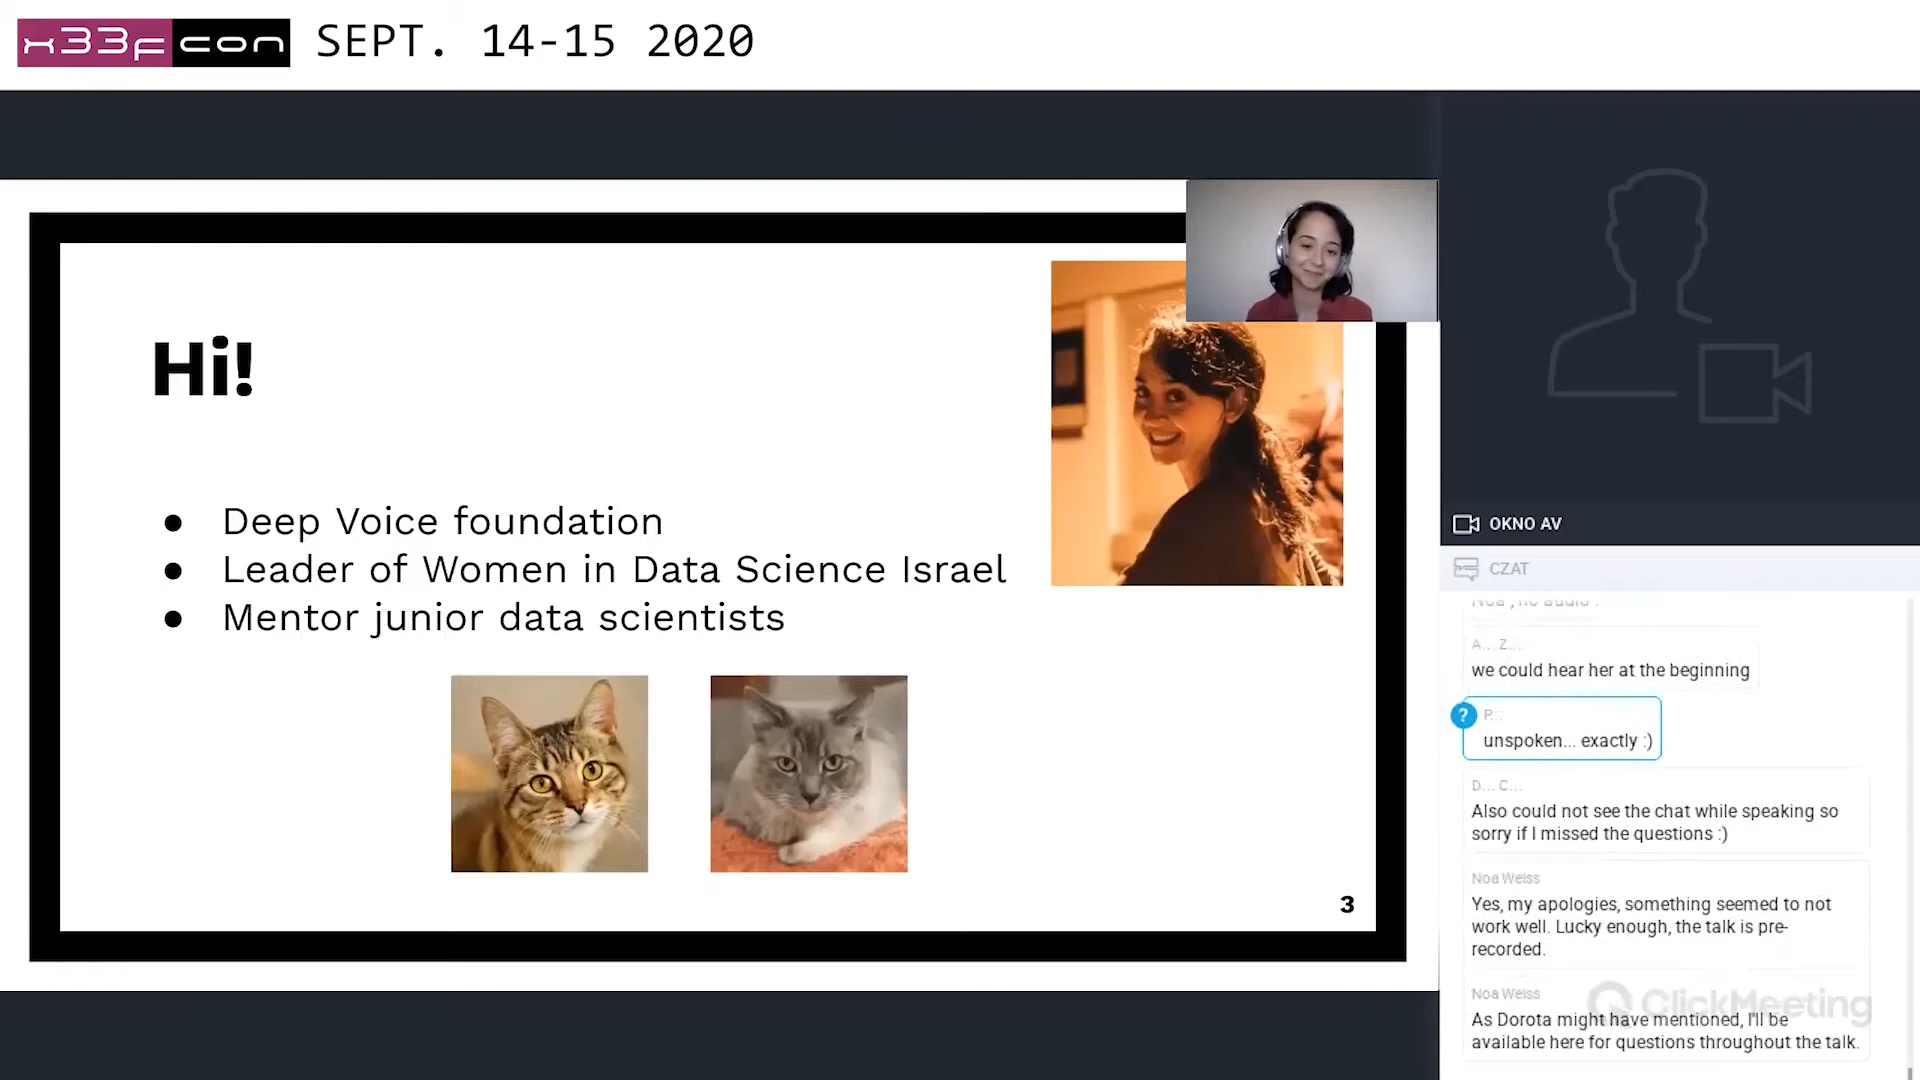 x33fcon SEPT. 14-15 2020
Hi!
● Deep Voice foundation
● Leader of Women in Data Science Israel
● Mentor junior data scientists
3
OKNO AV
CZAT
Noa , no audio .
A... Z...
we could hear her at the beginning
?
P...
unspoken... exactly :)
D... C...
Also could not see the chat while speaking so
sorry if I missed the questions :)
Noa Weiss
Yes, my apologies, something seemed to not
work well. Lucky enough, the talk is pre-
recorded.
Noa Weiss
ClickMeeting
As Dorota might have mentioned, I'll be
available here for questions throughout the talk.